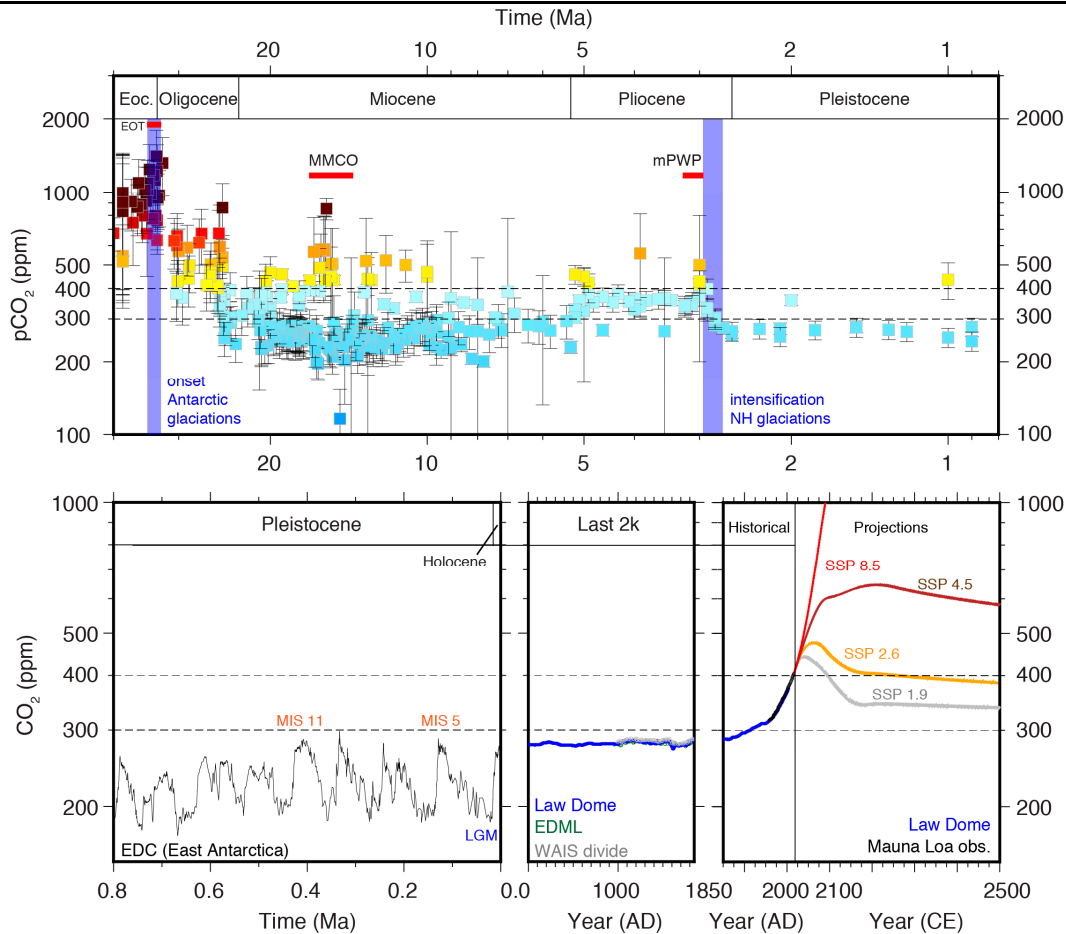 Time (Ma)
20 10 5 2 1
Eoc. Oligocene Miocene Pliocene Pleistocene
2000 2000
EOT
MMCO mPWP
1000 1000
500 500
400 400
300 300
200 200
100 100
pCO2 (ppm)
onset
Antarctic
glaciations
intensification
NH glaciations
20 10 5 2 1
1000 1000
Pleistocene Last 2k Historical Projections
Holocene
SSP 8.5
SSP 4.5
500 500
SSP 2.6
400 400
SSP 1.9
MIS 11 MIS 5
300 300
200 200
CO2 (ppm)
LGM
EDC (East Antarctica)
Law Dome
EDML
WAIS divide
Law Dome
Mauna Loa obs.
0.8 0.6 0.4 0.2 0.0 1000 1850 2000 2100 2500
Time (Ma) Year (AD) Year (AD) Year (CE)